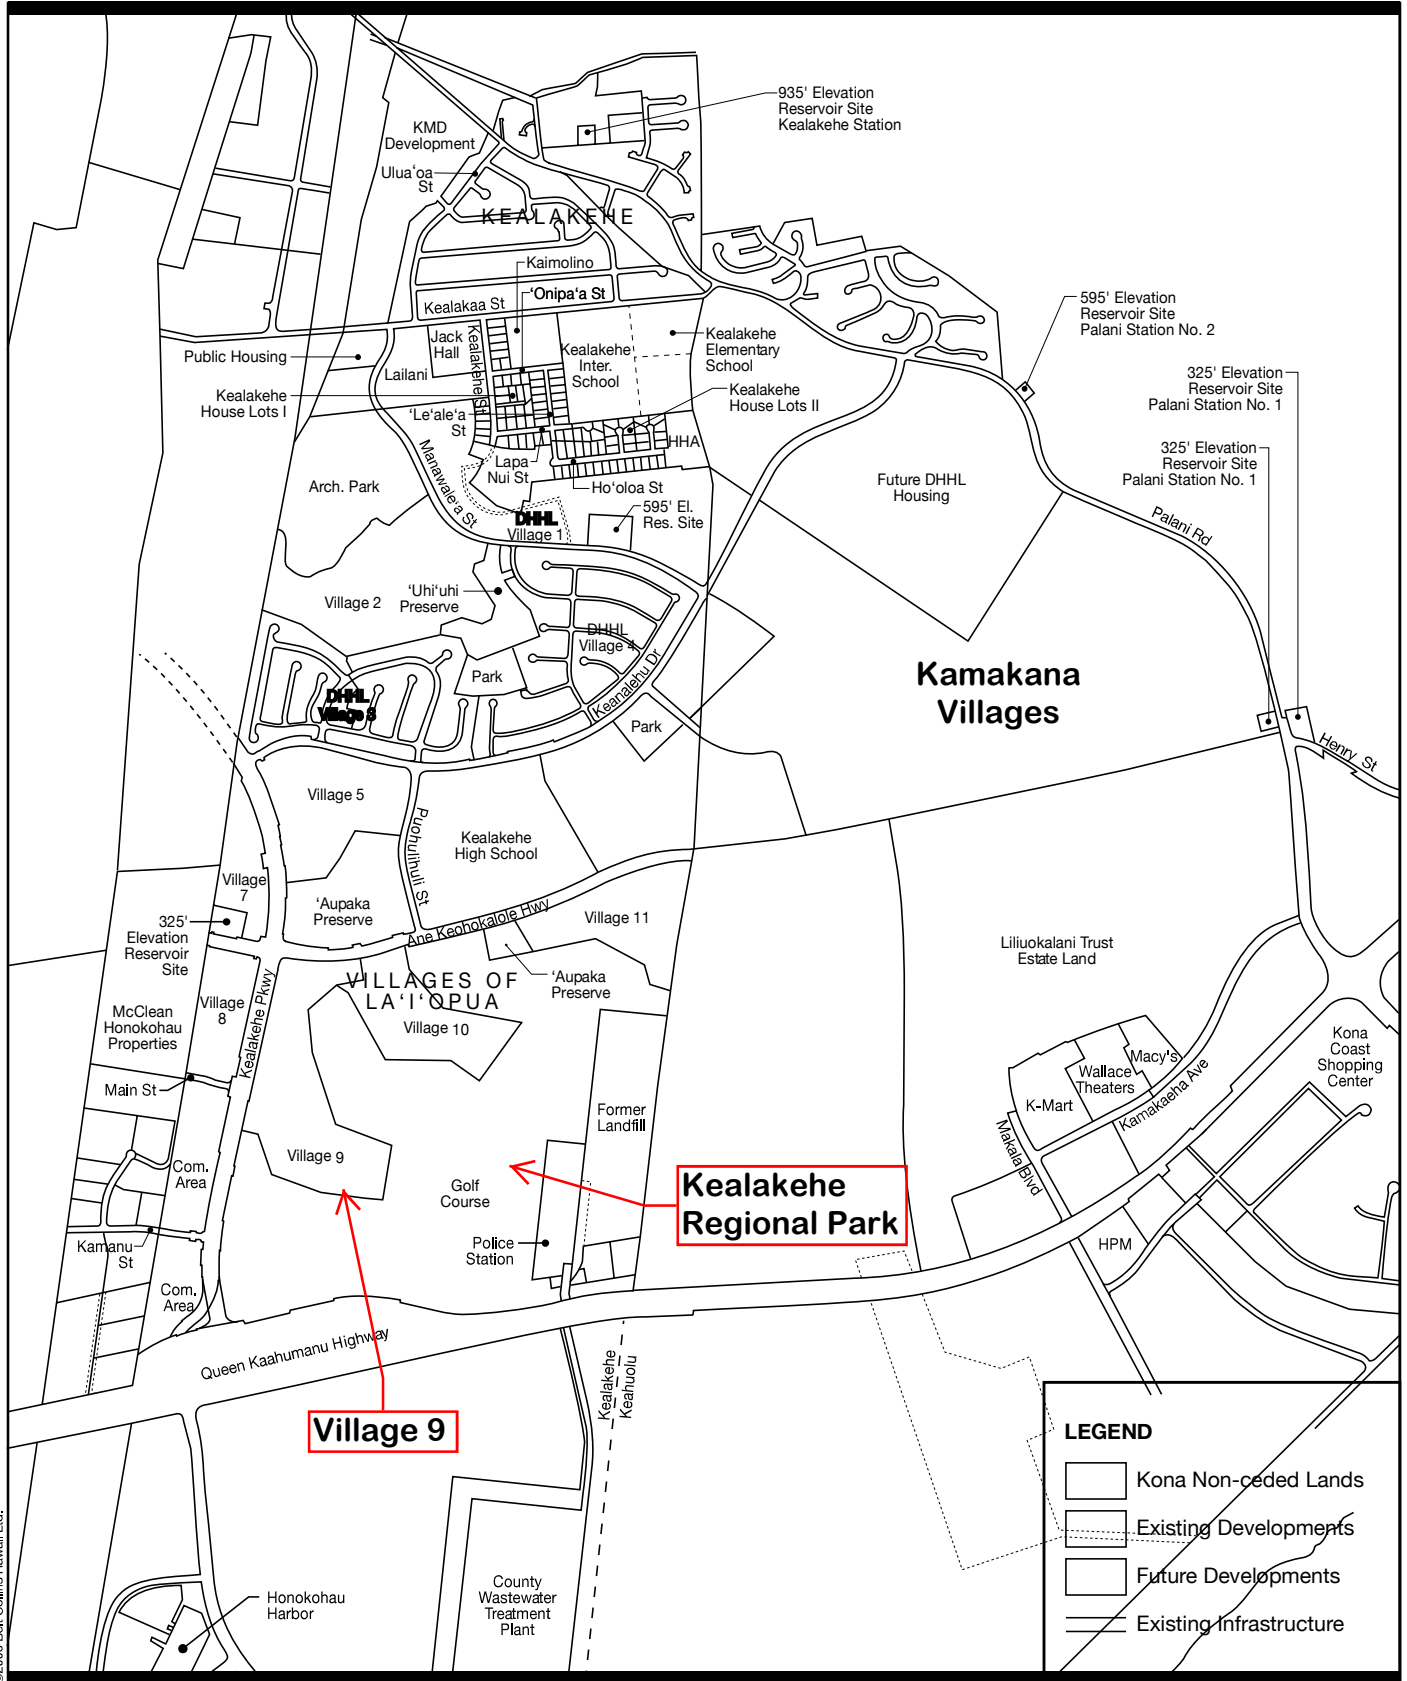 935' Elevation
Reservoir Site
Kealakehe Station
KMD
Development
Ulua‘oa
St
KEALAKEHE
Kaimolino
‘Onipa‘a St
Kealakaa St
595' Elevation
Reservoir Site
Palani Station No. 2
Public Housing
Jack
Hall
Kealakehe St
Kealakehe
Inter.
School
Kealakehe
Elementary
School
Lailani
325' Elevation
Reservoir Site
Palani Station No. 1
Kealakehe
House Lots I
Kealakehe
House Lots II
‘Le‘ale‘a
St
HHA
325' Elevation
Reservoir Site
Palani Station No. 1
Manawale‘a St
Lapa
Nui St
Ho‘oloa St
Arch. Park
Future DHHL
Housing
DHHL
Village 1
595' El.
Res. Site
Palani Rd
Village 2
‘Uhi‘uhi
Preserve
DHHL
Village 4
Park
Keanalehu Dr
Kamakana
Villages
DHHL
Village 3
Park
Henry St
Village 5
Puohulihuli St
Kealakehe
High School
Village
7
‘Aupaka
Preserve
325'
Elevation
Reservoir
Site
Ane Keohokalole Hwy
Village 11
Liliuokalani Trust
Estate Land
VILLAGES OF
LA‘I‘OPUA
‘Aupaka
Preserve
Kealakehe Pkwy
Village
8
McClean
Honokohau
Properties
Village 10
Kona
Coast
Shopping
Center
Macy's
Wallace
Theaters
Main St
K-Mart
Kamakaeha Ave
Former
Landfill
Makala Blvd
Village 9
Com.
Area
Golf
Course
Kealakehe
Regional Park
Kamanu
St
Police
Station
HPM
Com.
Area
Queen Kaahumanu Highway
Kealakehe
Keahuolu
Village 9
LEGEND
Kona Non-ceded Lands
Existing Developments
Future Developments
Existing Infrastructure
County
Wastewater
Treatment
Plant
Honokohau
Harbor